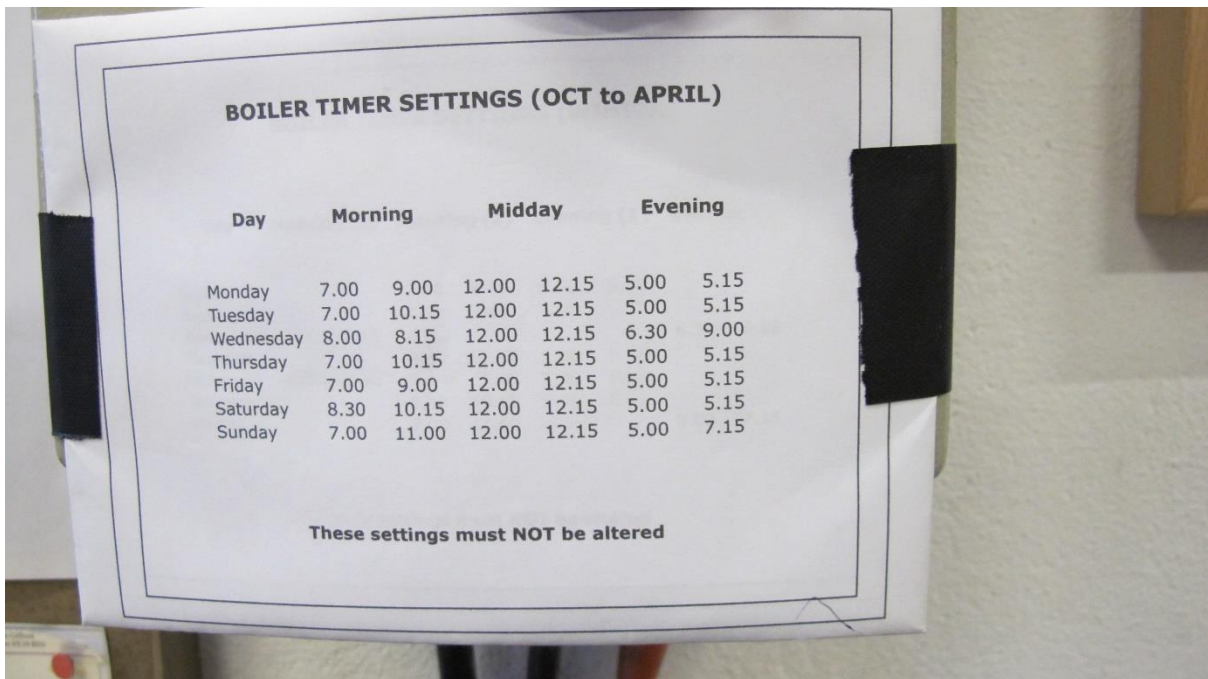 BOILER TIMER SETTINGS (OCT to APRIL)
Day Morning Midday Evening
Monday 7.00 9.00 12.00 12.15 5.00 5.15
Tuesday 7.00 10.15 12.00 12.15 5.00 5.15
Wednesday 8.00 8.15 12.00 12.15 6.30 9.00
Thursday 7.00 10.15 12.00 12.15 5.00 5.15
Friday 7.00 9.00 12.00 12.15 5.00 5.15
Saturday 8.30 10.15 12.00 12.15 5.00 5.15
Sunday 7.00 11.00 12.00 12.15 5.00 7.15
These settings must NOT be altered